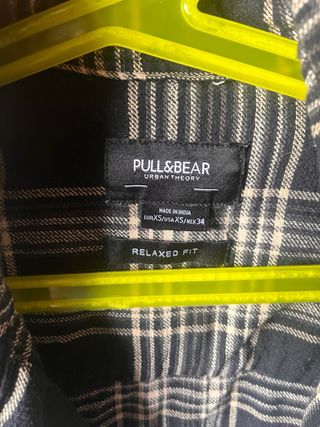 PULL&BEAR
URBAN THEORY
MADE IN INDIA
EUR XS/USA XS/MEX 34
RELAXED FIT